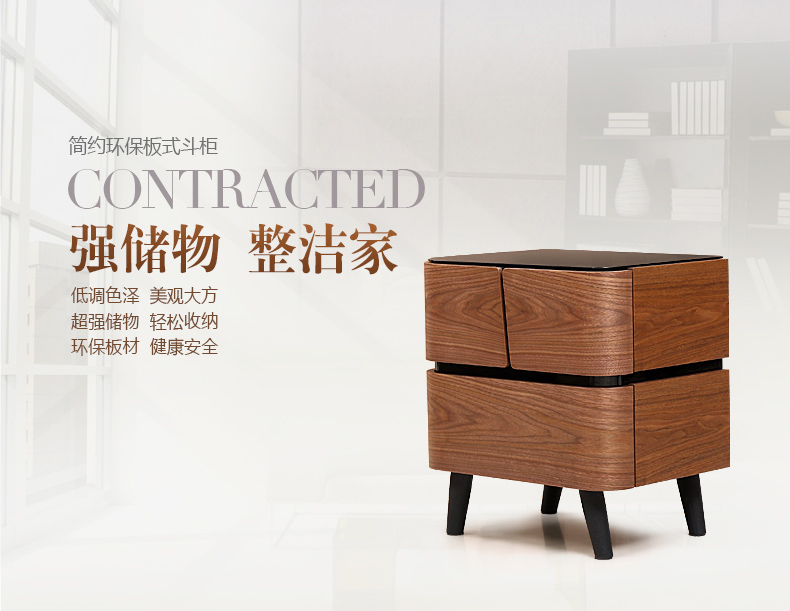 简约环保板式斗柜
CONTRACTED
强储物 整洁家
低调色泽 美观大方
超强储物 轻松收纳
环保板材 健康安全